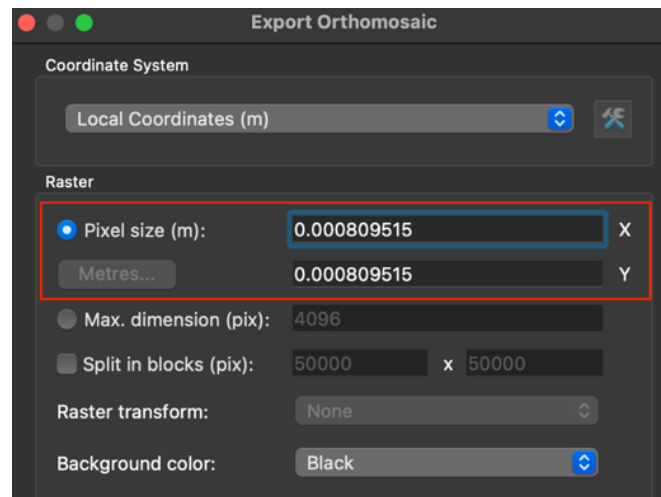 Export Orthomosaic
Coordinate System
Local Coordinates (m)
Raster
Pixel size (m): 0.000809515 X
Metres... 0.000809515 Y
Max. dimension (pix): 4096
Split in blocks (pix): 50000 x 50000
Raster transform: None
Background color: Black